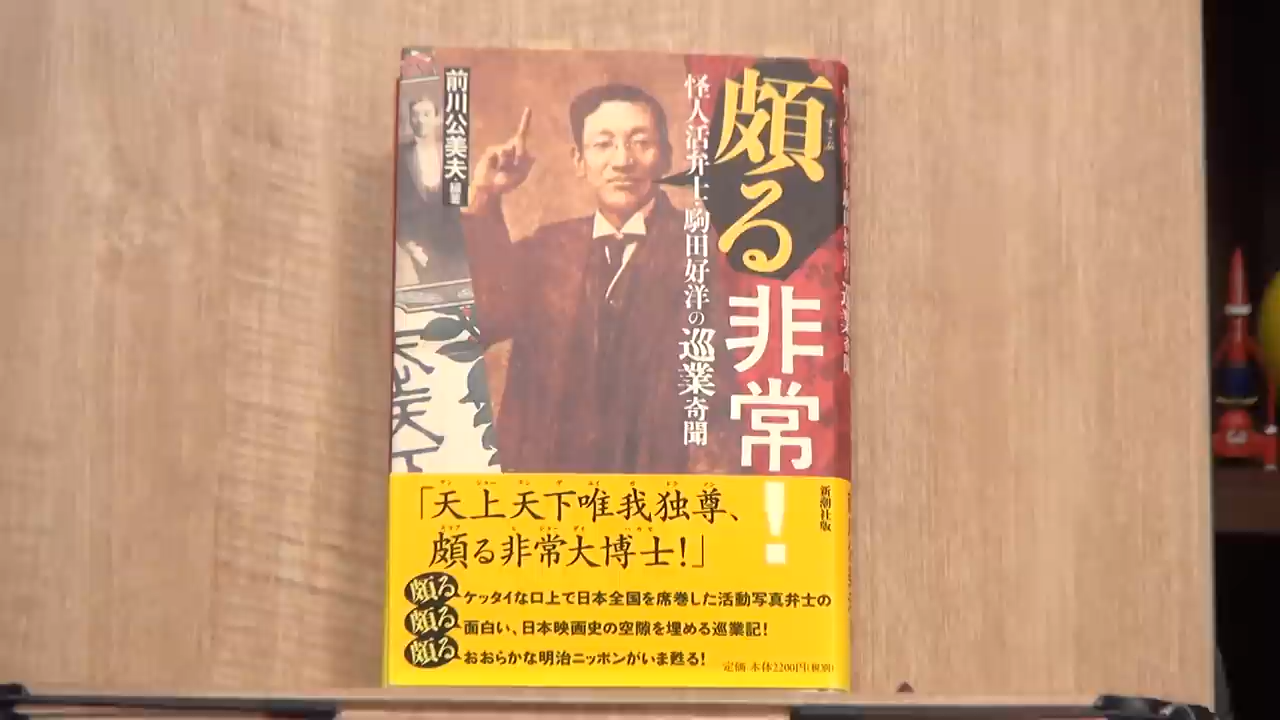 頗る非常!
すこぶ
怪人活弁士・駒田好洋の巡業奇聞
前川公美夫・編著
新潮社版
「天上天下唯我独尊、
頗る非常大博士!」
頗る ケッタイな口上で日本全国を席巻した活動写真弁士の
頗る 面白い、日本映画史の空隙を埋める巡業記!
頗る おおらかな明治ニッポンがいま甦る!
定価 本体2200円(税別)